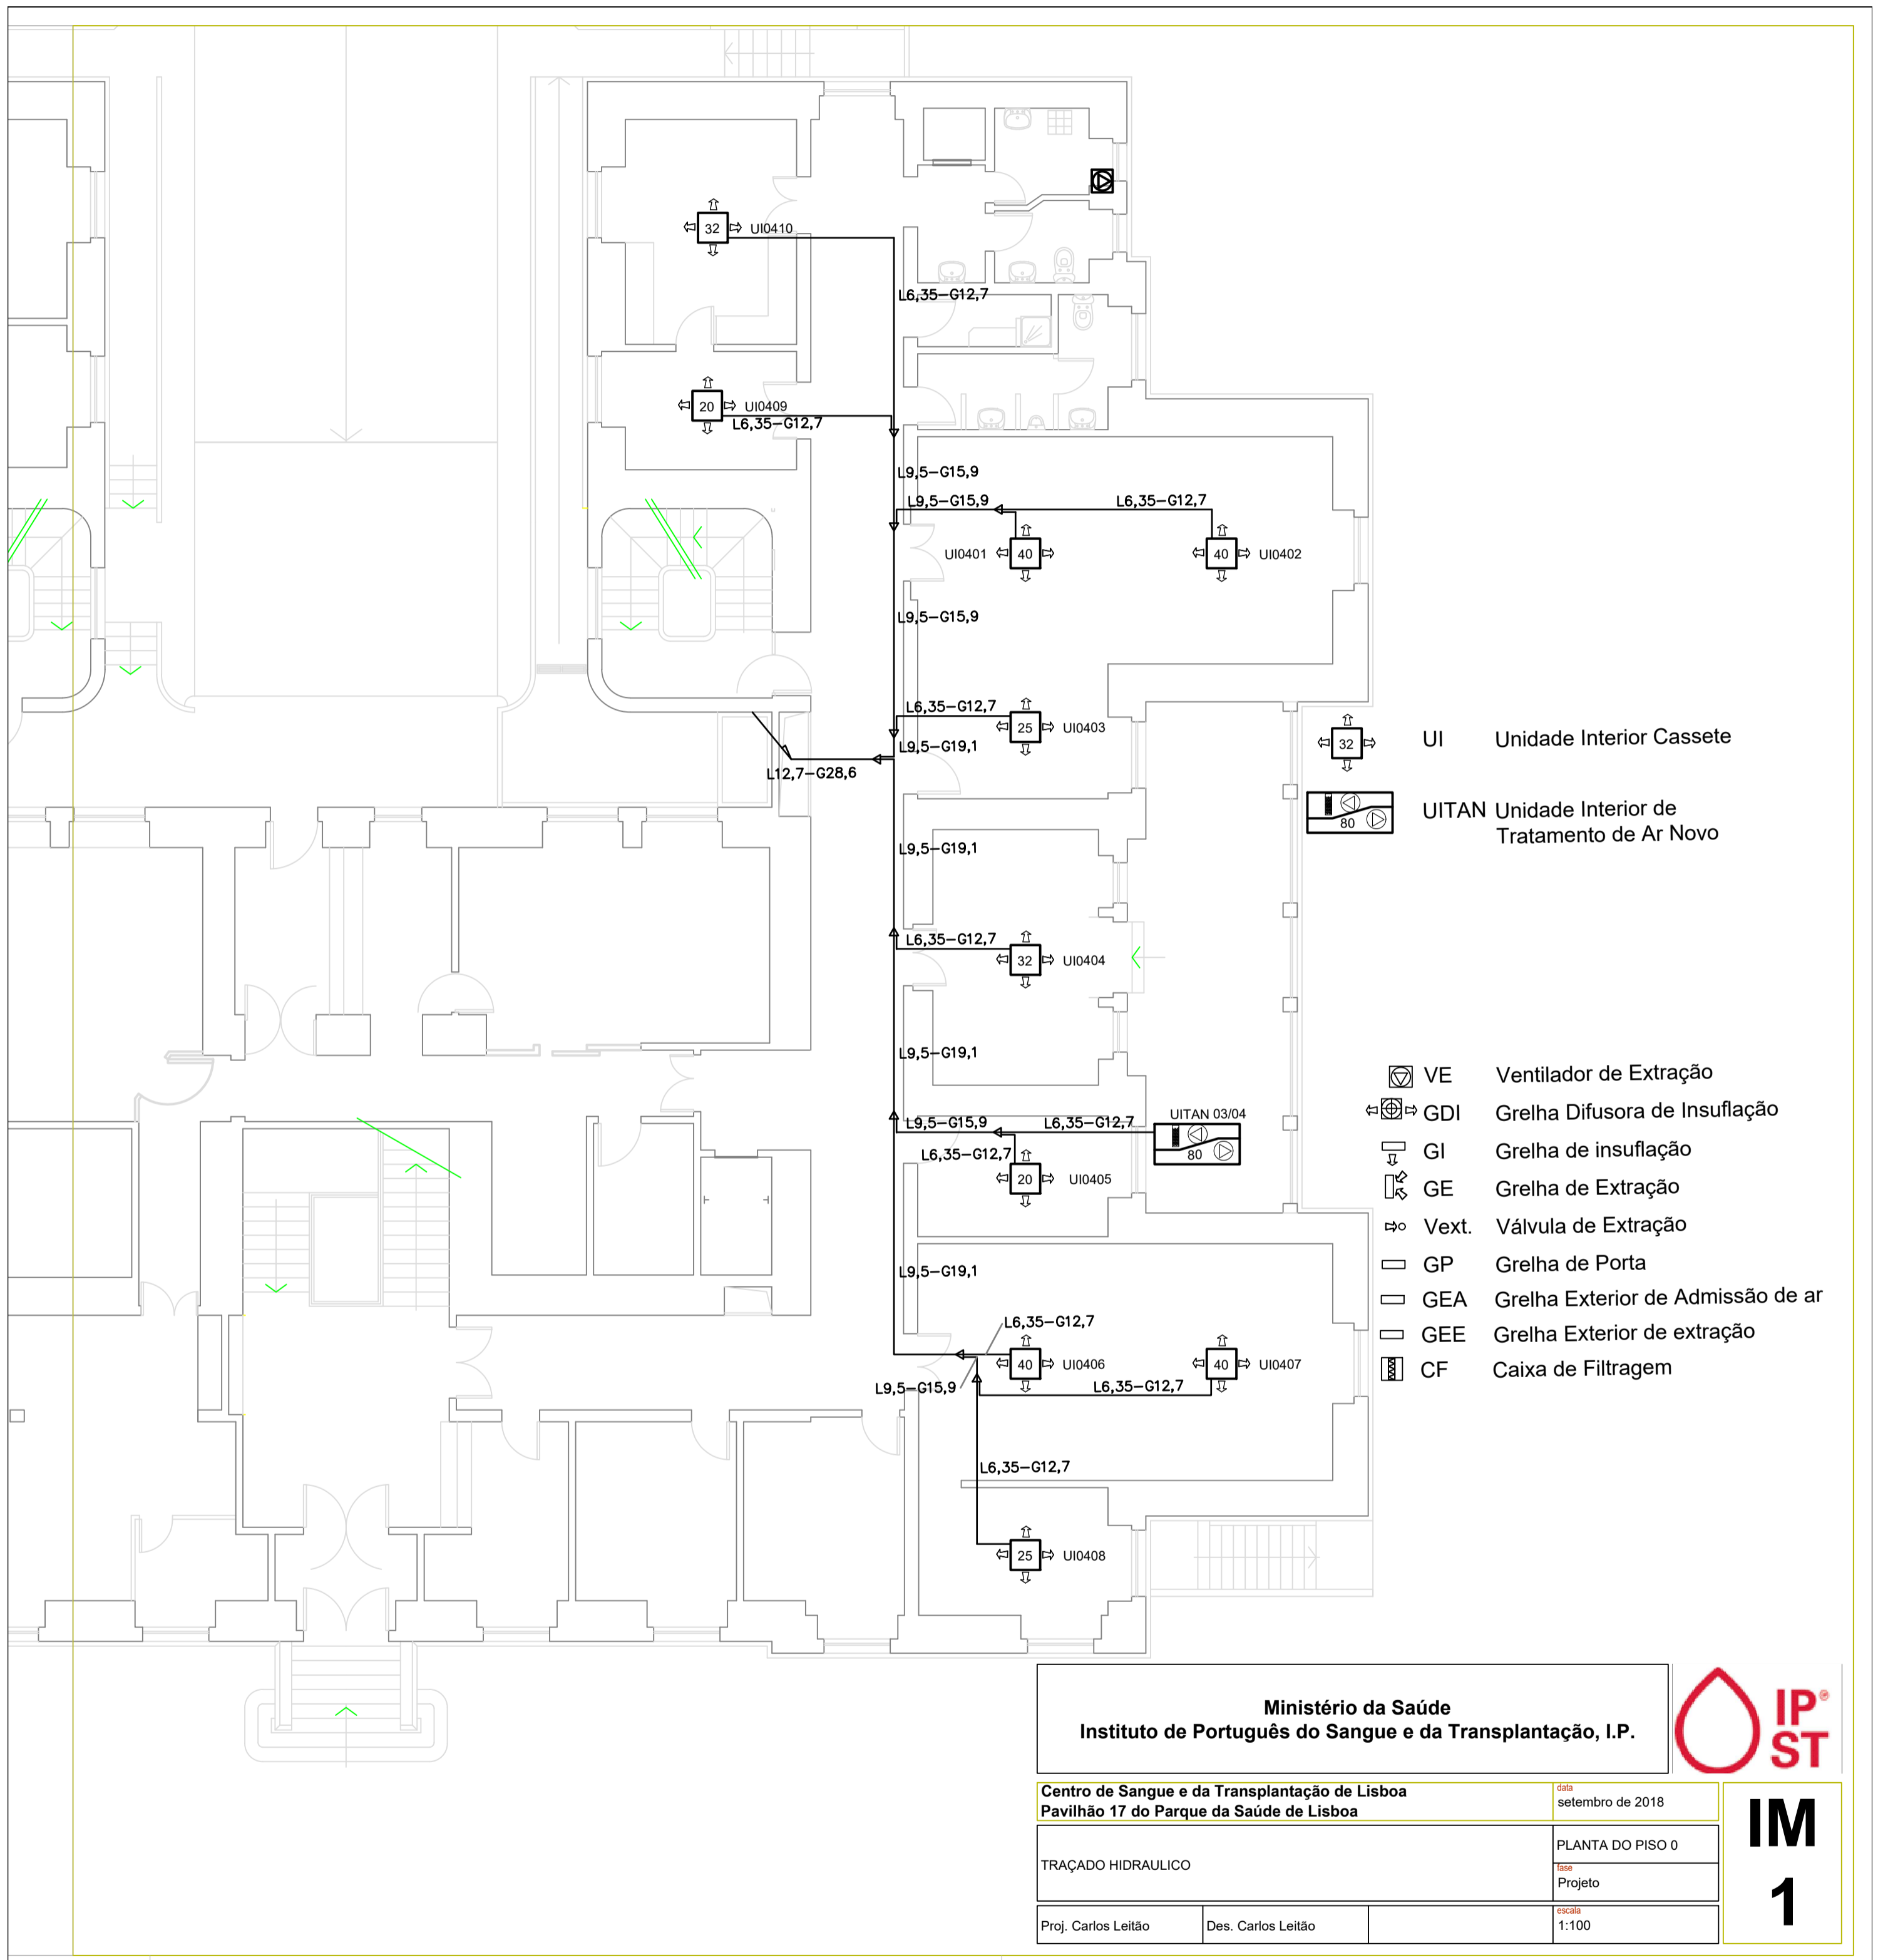 32
UI0410
L6,35-G12,7
20
UI0409
L6,35-G12,7
L9,5-G15,9
L9,5-G15,9
L6,35-G12,7
UI0401
40
40
UI0402
L9,5-G15,9
L6,35-G12,7
25
UI0403
L9,5-G19,1
L12,7-G28,6
32
UI
Unidade Interior Cassete
80
UITAN
Unidade Interior de
Tratamento de Ar Novo
L9,5-G19,1
L6,35-G12,7
32
UI0404
L9,5-G19,1
L9,5-G15,9
L6,35-G12,7
UITAN 03/04
80
L6,35-G12,7
20
UI0405
VE
Ventilador de Extração
GDI
Grelha Difusora de Insuflação
GI
Grelha de insuflação
GE
Grelha de Extração
Vext.
Válvula de Extração
GP
Grelha de Porta
GEA
Grelha Exterior de Admissão de ar
GEE
Grelha Exterior de extração
CF
Caixa de Filtragem
L9,5-G19,1
L6,35-G12,7
40
UI0406
40
UI0407
L9,5-G15,9
L6,35-G12,7
L6,35-G12,7
25
UI0408
Ministério da Saúde
Instituto de Português do Sangue e da Transplantação, I.P.
IP
ST
Centro de Sangue e da Transplantação de Lisboa
Pavilhão 17 do Parque da Saúde de Lisboa
data
setembro de 2018
TRAÇADO HIDRAULICO
PLANTA DO PISO 0
fase
Projeto
Proj. Carlos Leitão
Des. Carlos Leitão
escala
1:100
IM
1